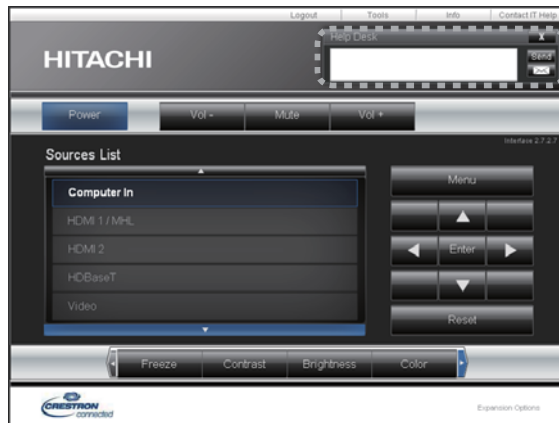 Logout Tools Info Contact IT Help
Help Desk X
HITACHI
Send
Power Vol - Mute Vol +
Interface 2.7.2.7
Sources List
Computer In
HDMI 1 / MHL
HDMI 2
HDBaseT
Video
Menu
Enter
Reset
Freeze Contrast Brightness Color
CRESTRON
connected
Expansion Options